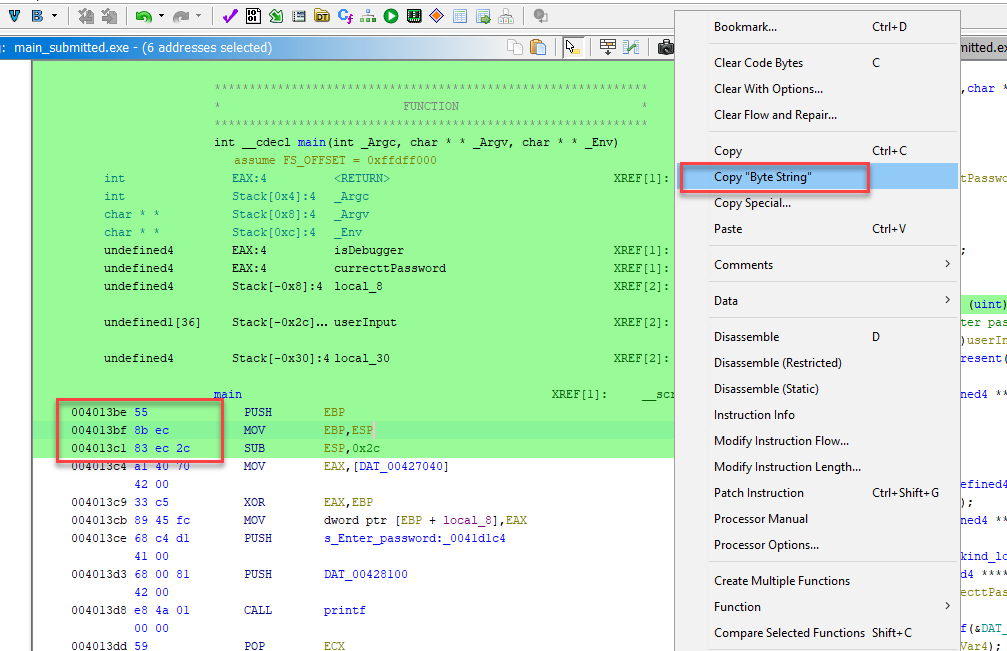 : main_submitted.exe - (6 addresses selected)
mitted.ex
************************************************************
* FUNCTION *
************************************************************
int __cdecl main(int _Argc, char * * _Argv, char * * _Env)
assume FS_OFFSET = 0xffdff000
int EAX:4 <RETURN> XREF[1]:
int Stack[0x4]:4 _Argc
char * * Stack[0x8]:4 _Argv
char * * Stack[0xc]:4 _Env
undefined4 EAX:4 isDebugger XREF[1]:
undefined4 EAX:4 currecttPassword XREF[1]:
undefined4 Stack[-0x8]:4 local_8 XREF[2]:
undefined1[36] Stack[-0x2c]... userInput XREF[2]:
undefined4 Stack[-0x30]:4 local_30 XREF[2]:
main XREF[1]: __scr
004013be 55 PUSH EBP
004013bf 8b ec MOV EBP,ESP
004013c1 83 ec 2c SUB ESP,0x2c
004013c4 a1 40 70 MOV EAX,[DAT_00427040]
42 00
004013c9 33 c5 XOR EAX,EBP
004013cb 89 45 fc MOV dword ptr [EBP + local_8],EAX
004013ce 68 c4 d1 PUSH s_Enter_password:_0041d1c4
41 00
004013d3 68 00 81 PUSH DAT_00428100
42 00
004013d8 e8 4a 01 CALL printf
00 00
004013dd 59 POP ECX
Bookmark... Ctrl+D
Clear Code Bytes C
Clear With Options...
Clear Flow and Repair...
Copy Ctrl+C
Copy "Byte String"
Copy Special...
Paste Ctrl+V
Comments
Data
Disassemble D
Disassemble (Restricted)
Disassemble (Static)
Instruction Info
Modify Instruction Flow...
Modify Instruction Length...
Patch Instruction Ctrl+Shift+G
Processor Manual
Processor Options...
Create Multiple Functions
Function
Compare Selected Functions Shift+C
,char *
tPasswo
;
(uint)
ter pas
)userIn
resent(
ned4 **
efined4
);
ned4 **
kind_lo
d4 ****
ecttPas
f(&DAT_
Var4);